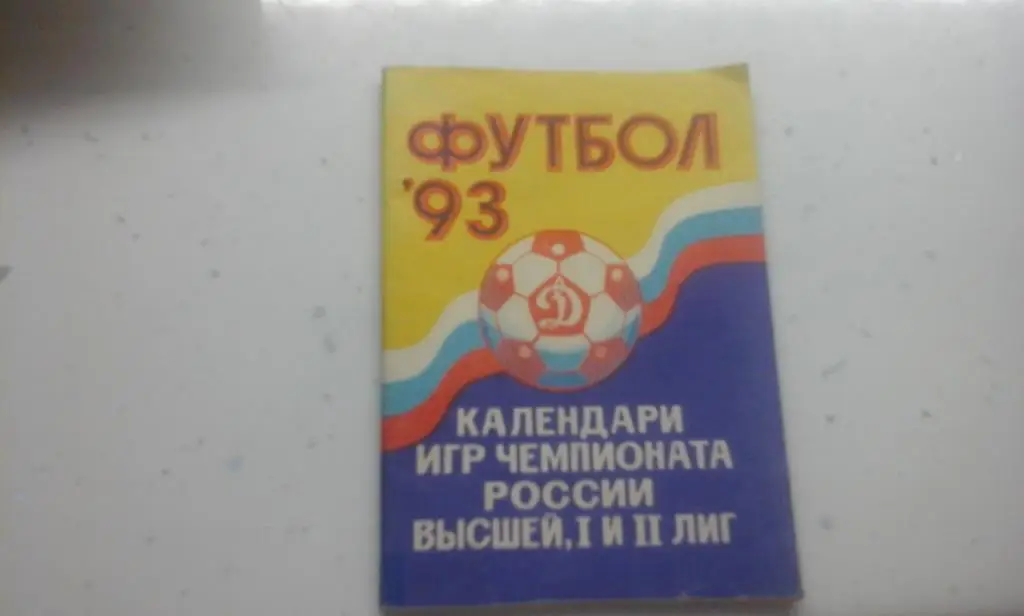 ФУТБОЛ
'93
Д
КАЛЕНДАРИ
ИГР ЧЕМПИОНАТА
РОССИИ
ВЫСШЕЙ, I И II ЛИГ